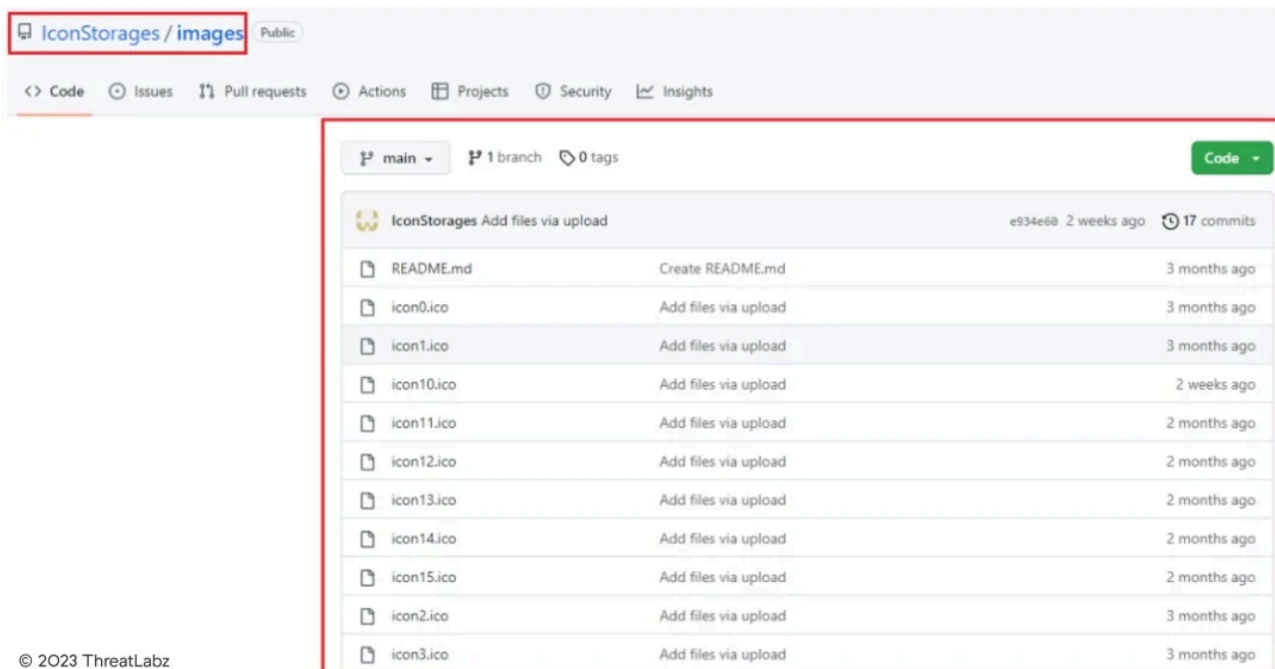 IconStorages / images Public
Code Issues Pull requests Actions Projects Security Insights
main 1 branch 0 tags Code
IconStorages Add files via upload e934e60 2 weeks ago 17 commits
README.md Create README.md 3 months ago
icon0.ico Add files via upload 3 months ago
icon1.ico Add files via upload 3 months ago
icon10.ico Add files via upload 2 weeks ago
icon11.ico Add files via upload 2 months ago
icon12.ico Add files via upload 2 months ago
icon13.ico Add files via upload 2 months ago
icon14.ico Add files via upload 2 months ago
icon15.ico Add files via upload 2 months ago
icon2.ico Add files via upload 3 months ago
icon3.ico Add files via upload 3 months ago
© 2023 ThreatLabz